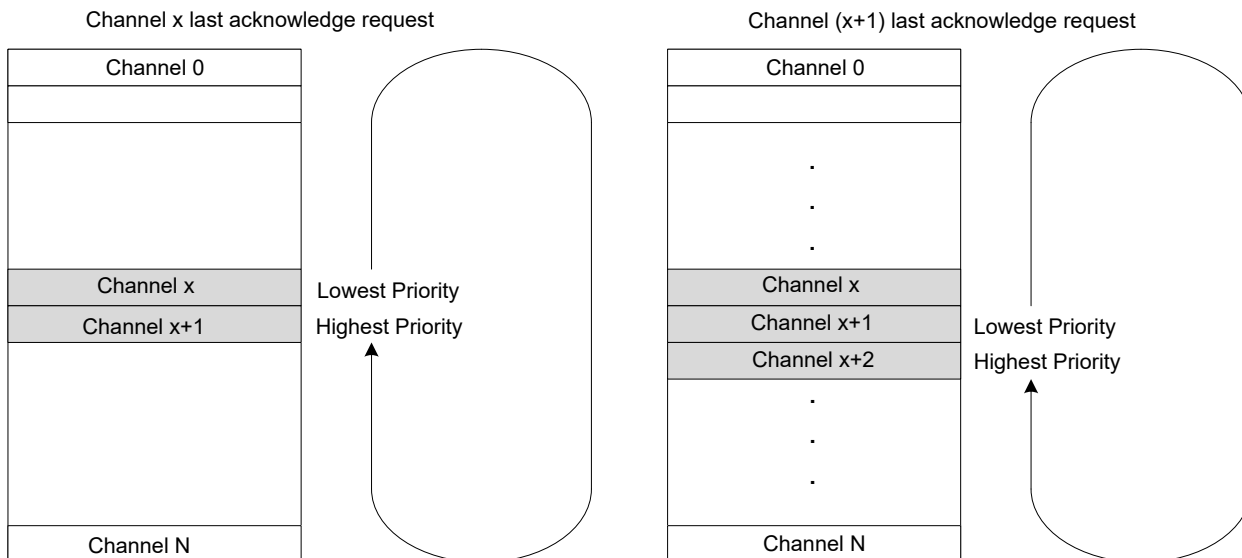 Channel x last acknowledge request
Channel 0
Channel x
Lowest Priority
Channel x+1
Highest Priority
Channel N
Channel (x+1) last acknowledge request
Channel 0
.
.
.
Channel x
Channel x+1
Lowest Priority
Channel x+2
Highest Priority
.
.
.
Channel N